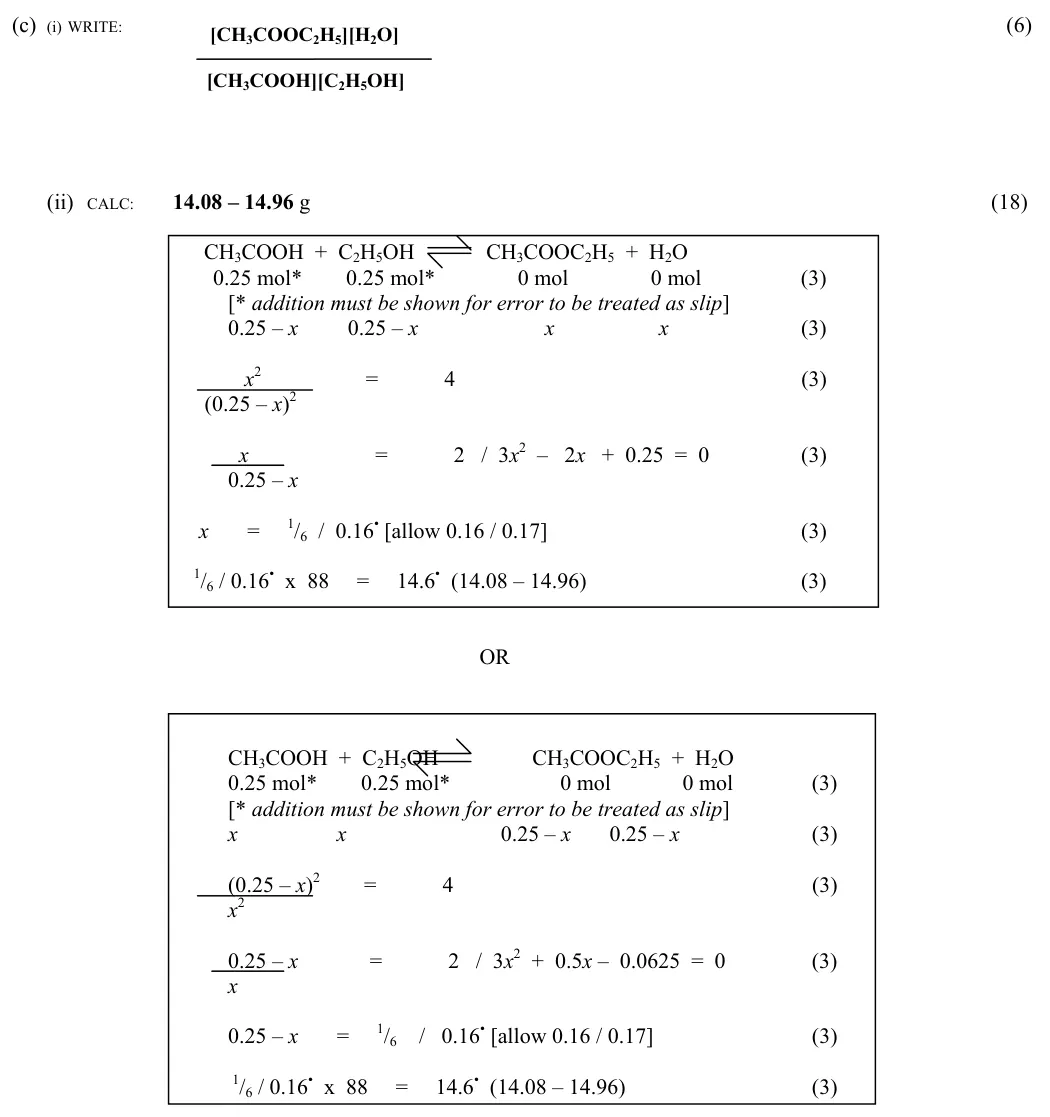 (c) (i) WRITE: [CH₃COOC₂H₅][H₂O] (6)
[CH₃COOH][C₂H₅OH]
(ii) CALC: 14.08 – 14.96 g (18)
CH₃COOH + C₂H₅OH ⇌ CH₃COOC₂H₅ + H₂O
0.25 mol* 0.25 mol* 0 mol 0 mol (3)
[* addition must be shown for error to be treated as slip]
0.25 – x 0.25 – x x x (3)
x² = 4 (3)
(0.25 – x)²
x = 2 / 3x² – 2x + 0.25 = 0 (3)
0.25 – x
x = ¹/₆ / 0.16• [allow 0.16 / 0.17] (3)
¹/₆ / 0.16• x 88 = 14.6• (14.08 – 14.96) (3)
OR
CH₃COOH + C₂H₅OH ⇌ CH₃COOC₂H₅ + H₂O
0.25 mol* 0.25 mol* 0 mol 0 mol (3)
[* addition must be shown for error to be treated as slip]
x x 0.25 – x 0.25 – x (3)
(0.25 – x)² = 4 (3)
x²
0.25 – x = 2 / 3x² + 0.5x – 0.0625 = 0 (3)
x
0.25 – x = ¹/₆ / 0.16• [allow 0.16 / 0.17] (3)
¹/₆ / 0.16• x 88 = 14.6• (14.08 – 14.96) (3)